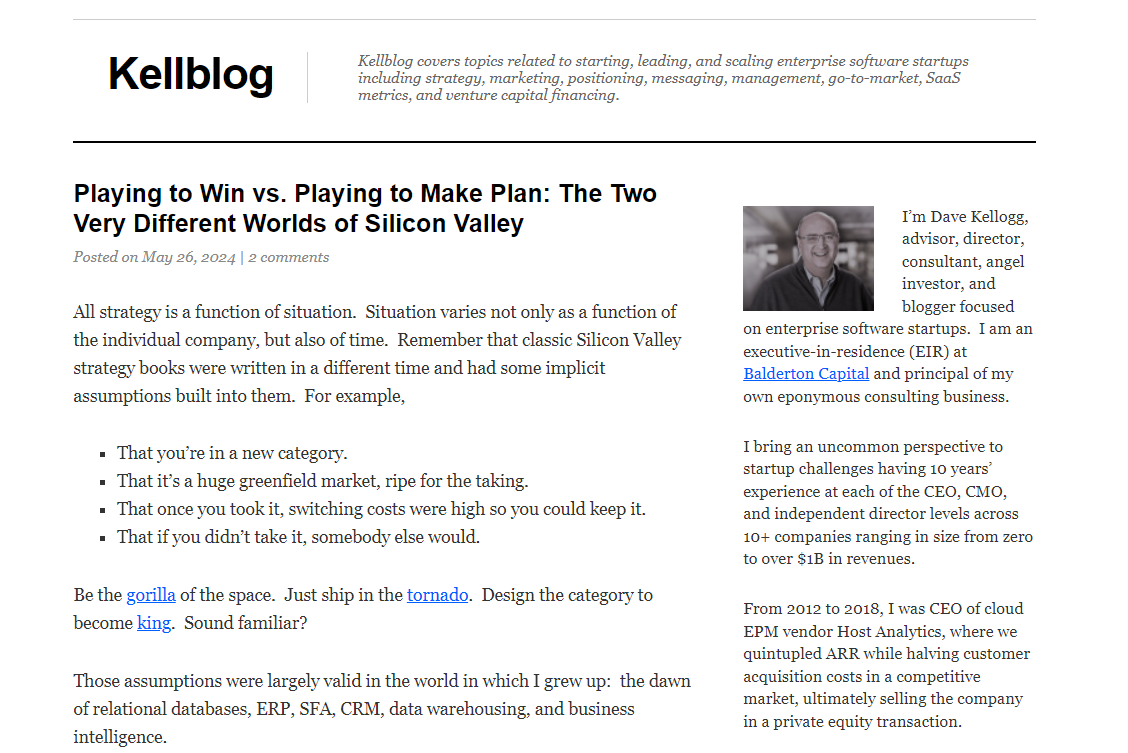 Kellblog
Kellblog covers topics related to starting, leading, and scaling enterprise software startups
including strategy, marketing, positioning, messaging, management, go-to-market, SaaS
metrics, and venture capital financing.
Playing to Win vs. Playing to Make Plan: The Two
Very Different Worlds of Silicon Valley
Posted on May 26, 2024 | 2 comments
All strategy is a function of situation.  Situation varies not only as a function of
the individual company, but also of time.  Remember that classic Silicon Valley
strategy books were written in a different time and had some implicit
assumptions built into them.  For example,
▪ That you’re in a new category.
▪ That it’s a huge greenfield market, ripe for the taking.
▪ That once you took it, switching costs were high so you could keep it.
▪ That if you didn’t take it, somebody else would.
Be the gorilla of the space.  Just ship in the tornado.  Design the category to
become king.  Sound familiar?
Those assumptions were largely valid in the world in which I grew up:  the dawn
of relational databases, ERP, SFA, CRM, data warehousing, and business
intelligence.
I’m Dave Kellogg,
advisor, director,
consultant, angel
investor, and
blogger focused
on enterprise software startups.  I am an
executive-in-residence (EIR) at
Balderton Capital and principal of my
own eponymous consulting business.
I bring an uncommon perspective to
startup challenges having 10 years’
experience at each of the CEO, CMO,
and independent director levels across
10+ companies ranging in size from zero
to over $1B in revenues.
From 2012 to 2018, I was CEO of cloud
EPM vendor Host Analytics, where we
quintupled ARR while halving customer
acquisition costs in a competitive
market, ultimately selling the company
in a private equity transaction.